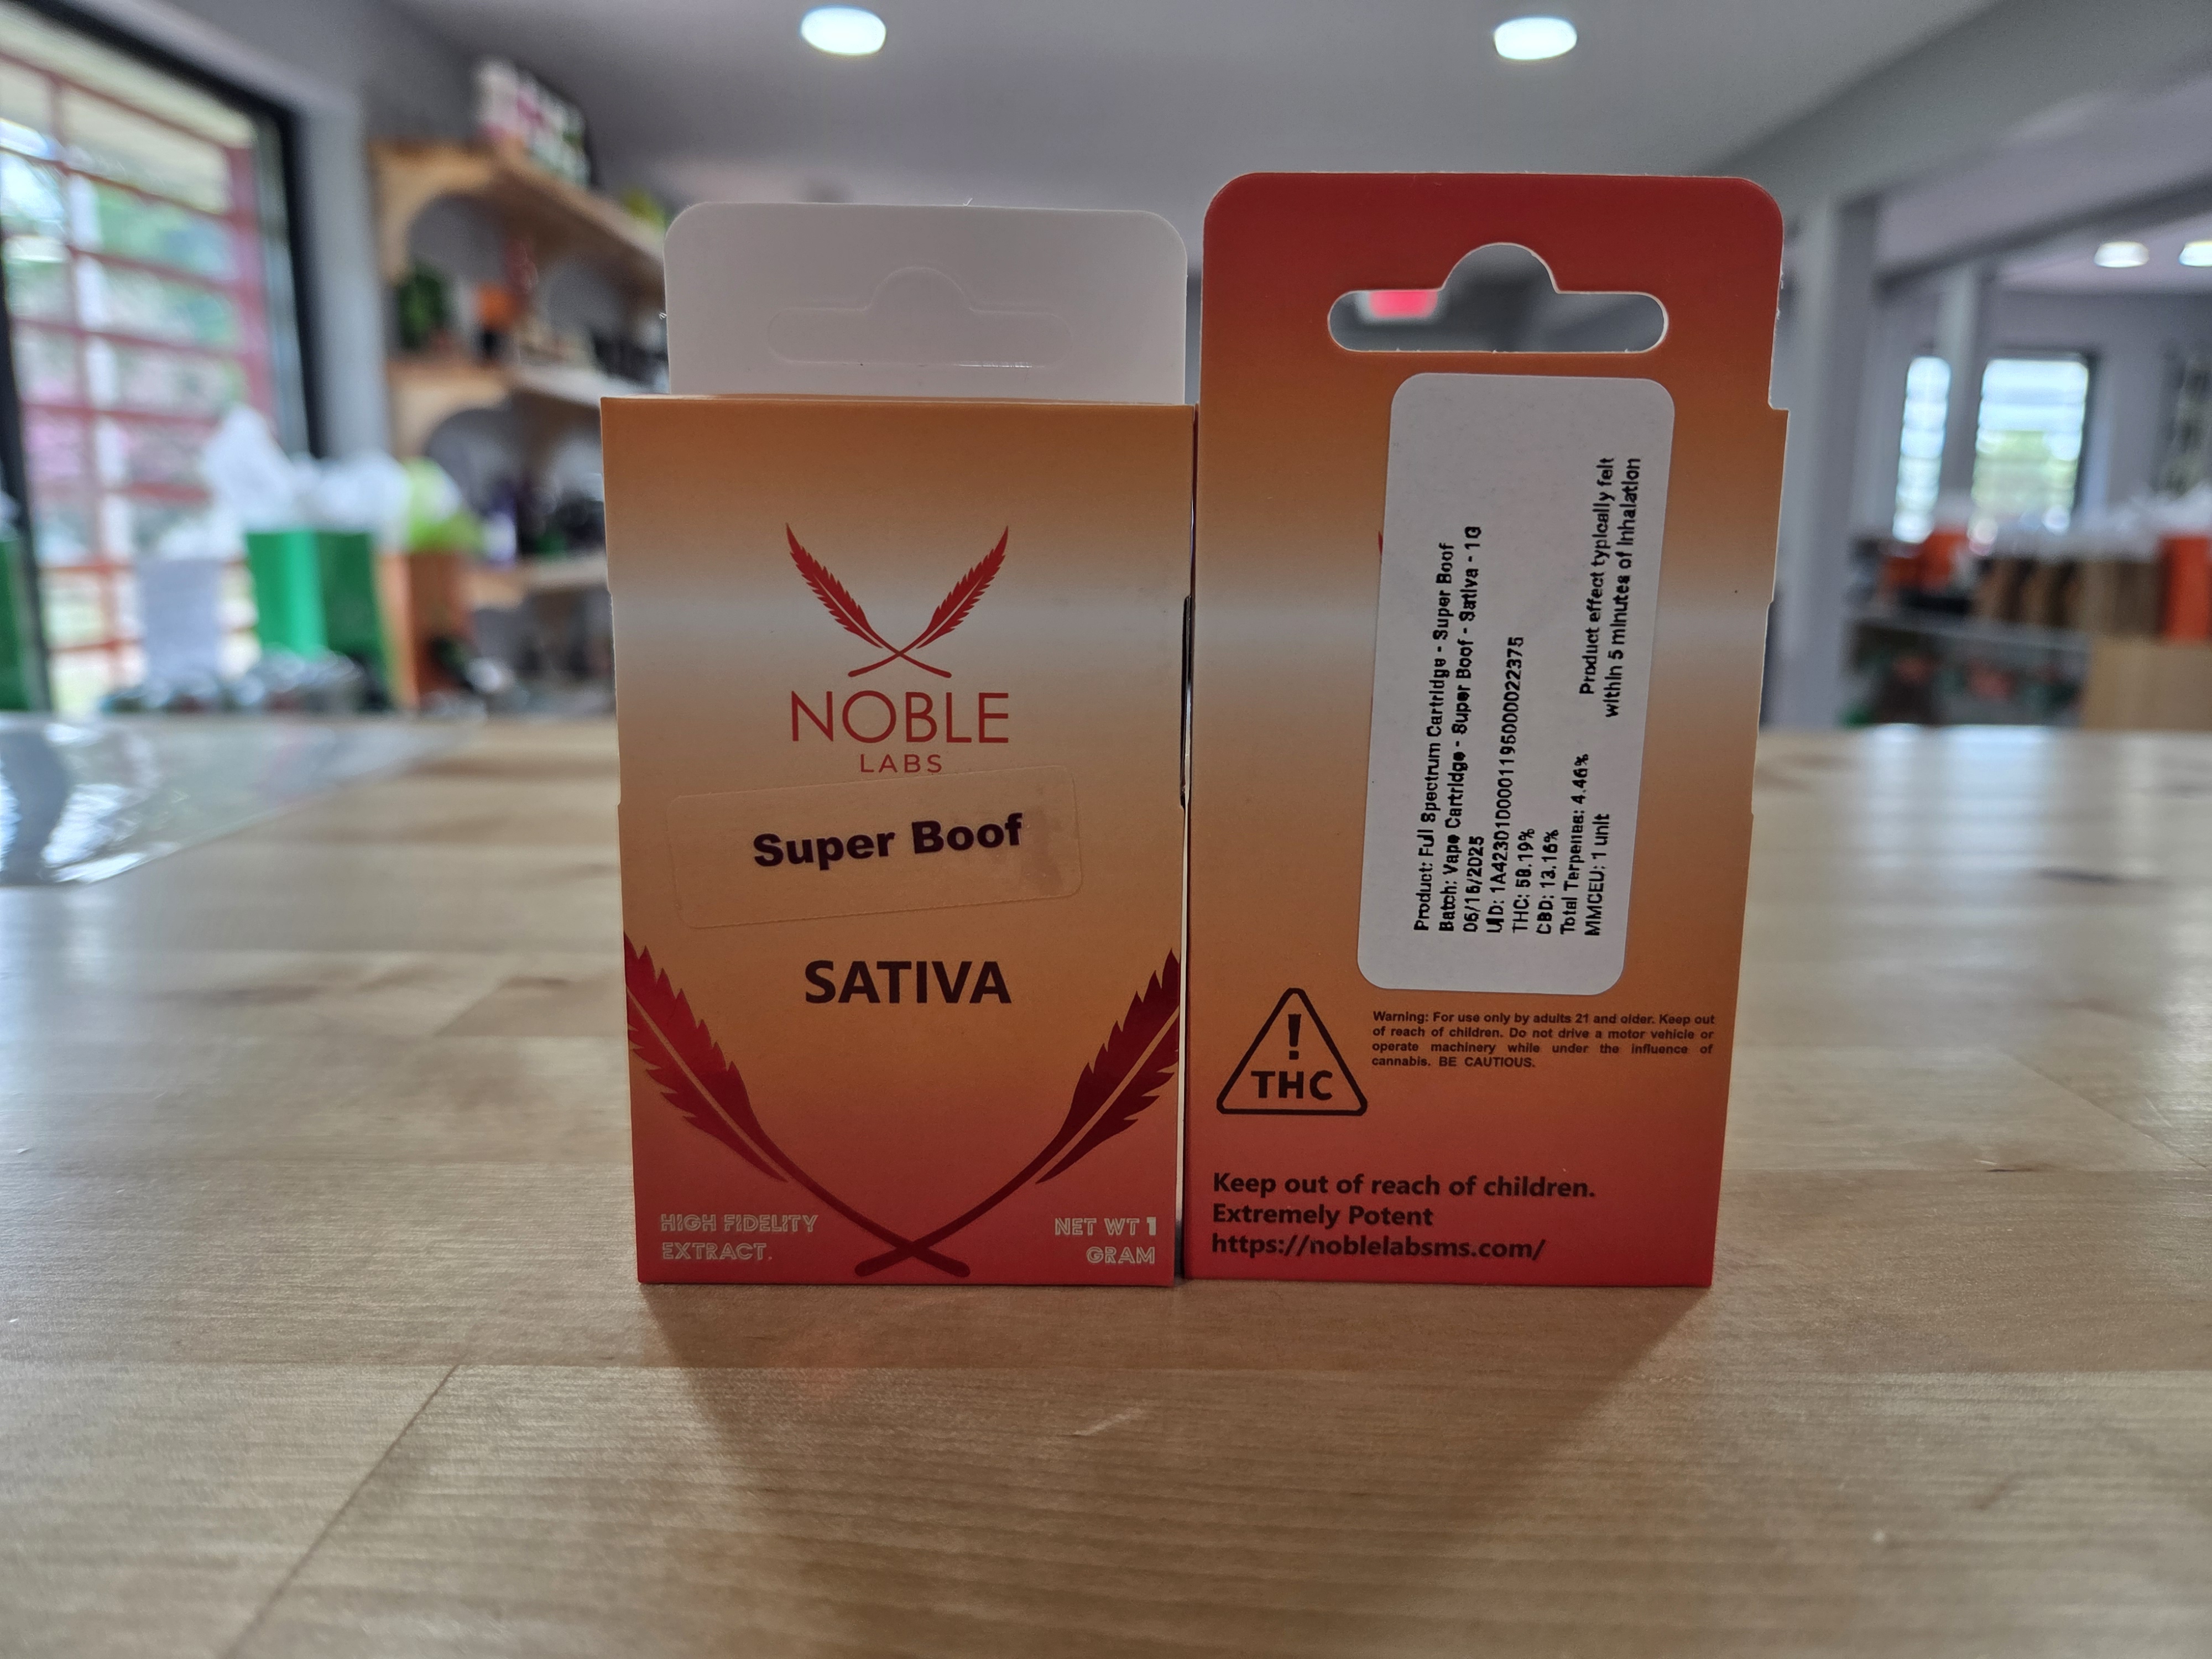 NOBLE
LABS
Super Boof
SATIVA
HIGH FIDELITY
EXTRACT.
NET WT 1
GRAM
Product: Full Spectrum Cartridge - Super Boof
Batch: Vape Cartridge - Super Boof - Sativa - 1G
06/16/2025
UID: 1A4230100001195000022375
THC: 58.19%
CBD: 13.16%
Total Terpenes: 4.46%
MMCEU: 1 unit
Product effect typically felt
within 5 minutes of inhalation
!
THC
Warning: For use only by adults 21 and older. Keep out
of reach of children. Do not drive a motor vehicle or
operate machinery while under the influence of
cannabis. BE CAUTIOUS.
Keep out of reach of children.
Extremely Potent
https://noblelabsms.com/